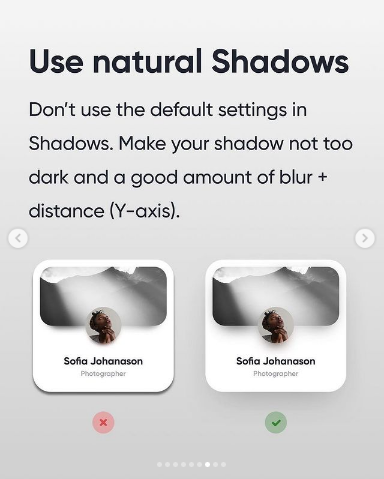 Use natural Shadows
Don’t use the default settings in
Shadows. Make your shadow not too
dark and a good amount of blur +
distance (Y-axis).
Sofia Johanason
Photographer
Sofia Johanason
Photographer